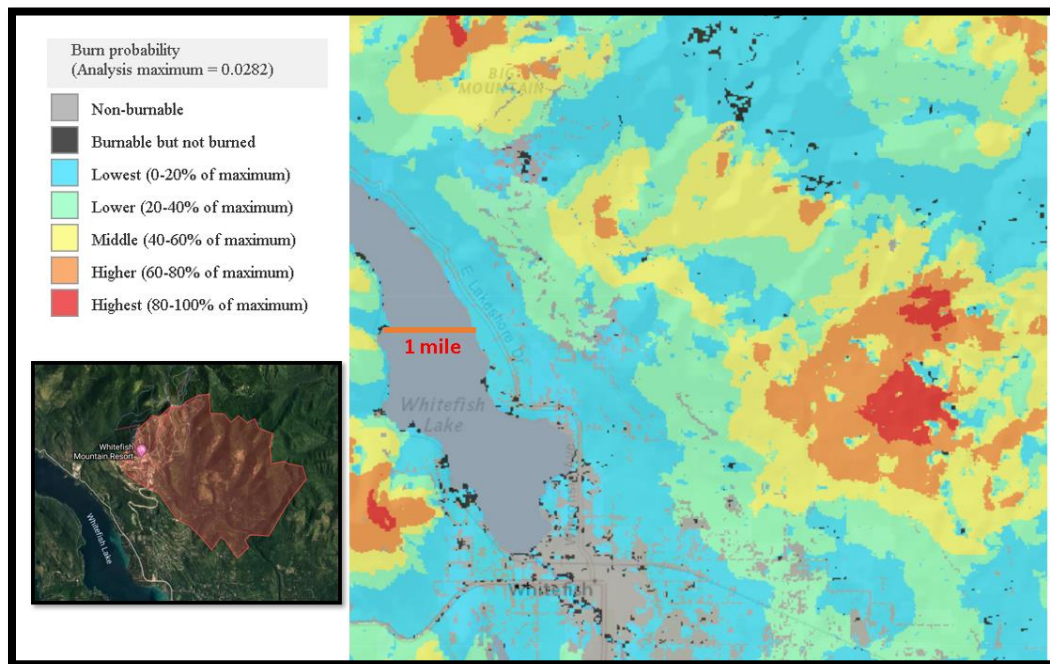 Burn probability
(Analysis maximum = 0.0282)
Non-burnable
Burnable but not burned
Lowest (0-20% of maximum)
Lower (20-40% of maximum)
Middle (40-60% of maximum)
Higher (60-80% of maximum)
Highest (80-100% of maximum)
Whitefish
Mountain Resort
Whitefish Lake
MOUNTAIN
E Lakeshore Dr
1 mile
Whitefish
Lake
Whitefish